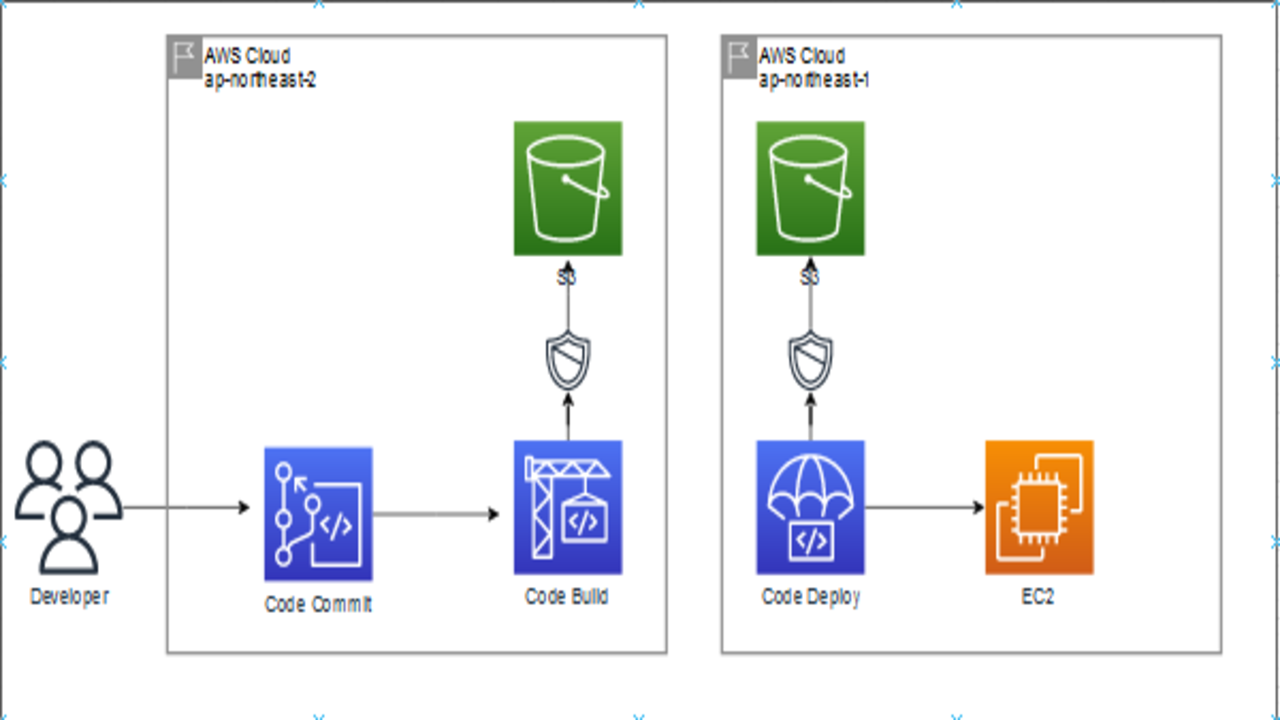 AWS Cloud
ap-northeast-2
AWS Cloud
ap-northeast-1
S3
S3
</>
</>
</>
Developer
Code Commit
Code Build
Code Deploy
EC2